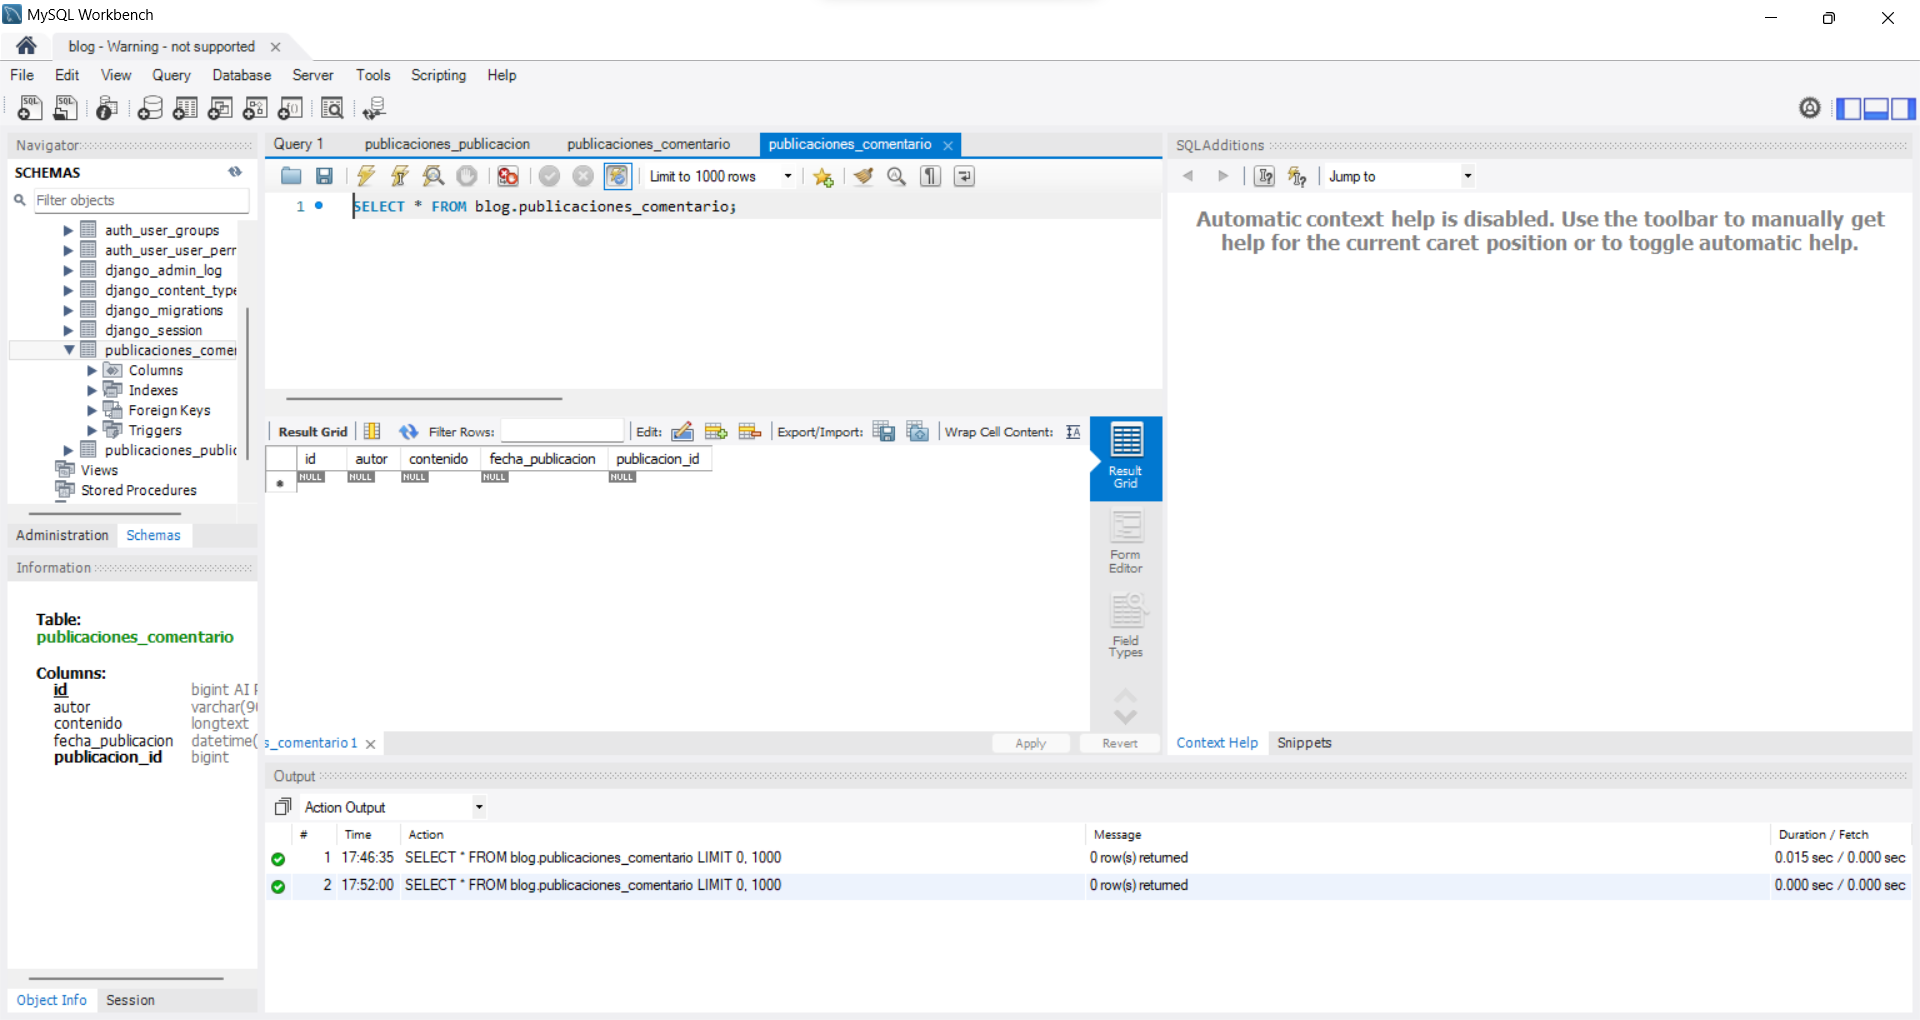 MySQL Workbench
blog - Warning - not supported
File Edit View Query Database Server Tools Scripting Help
Navigator
SCHEMAS
Filter objects
auth_user_groups
auth_user_user_perr
django_admin_log
django_content_type
django_migrations
django_session
publicaciones_comer
Columns
Indexes
Foreign Keys
Triggers
publicaciones_public
Views
Stored Procedures
Administration Schemas
Information
Table:
publicaciones_comentario
Columns:
id bigint AI P
autor varchar(90
contenido longtext
fecha_publicacion datetime(
publicacion_id bigint
Object Info Session
Query 1 publicaciones_publicacion publicaciones_comentario publicaciones_comentario
Limit to 1000 rows
1 SELECT * FROM blog.publicaciones_comentario;
Result Grid Filter Rows: Edit: Export/Import: Wrap Cell Content:
id autor contenido fecha_publicacion publicacion_id
NULL NULL NULL NULL NULL
Result
Grid
Form
Editor
Field
Types
s_comentario 1
Apply Revert
SQLAdditions
Jump to
Automatic context help is disabled. Use the toolbar to manually get
help for the current caret position or to toggle automatic help.
Context Help Snippets
Output
Action Output
# Time Action Message Duration / Fetch
1 17:46:35 SELECT * FROM blog.publicaciones_comentario LIMIT 0, 1000 0 row(s) returned 0.015 sec / 0.000 sec
2 17:52:00 SELECT * FROM blog.publicaciones_comentario LIMIT 0, 1000 0 row(s) returned 0.000 sec / 0.000 sec